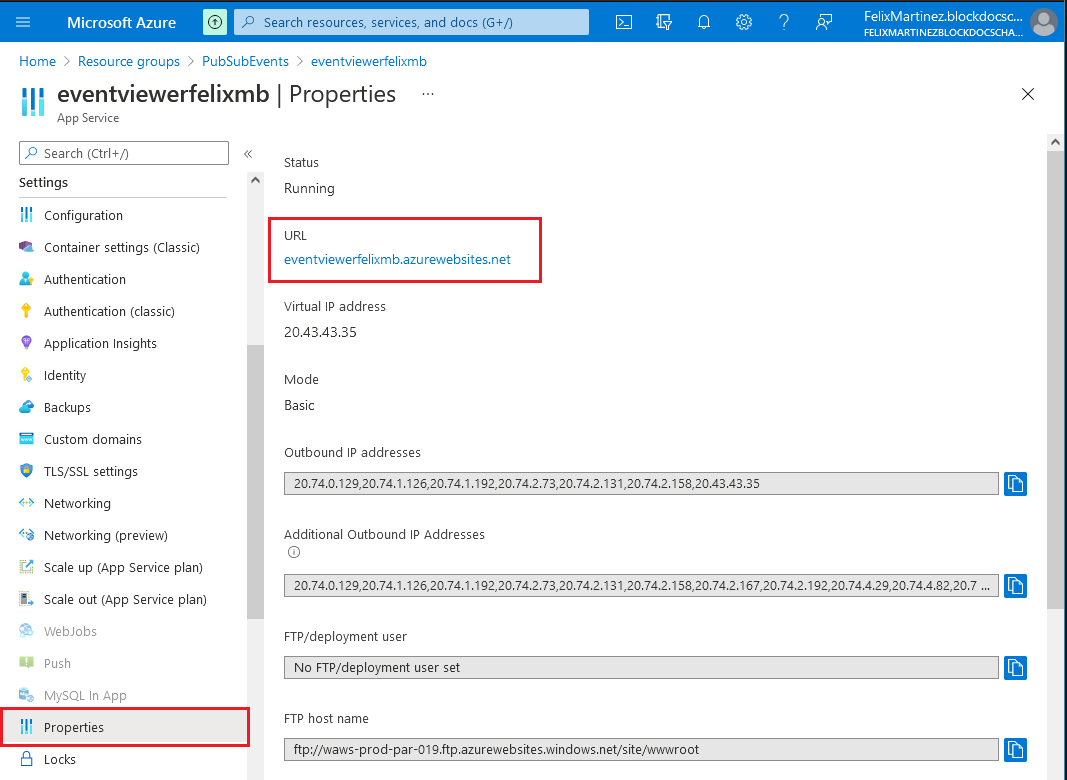 Microsoft Azure
Search resources, services, and docs (G+/)
FelixMartinez.blockdocsc...
FELIXMARTINEZBLOCKDOCSCHA...
Home > Resource groups > PubSubEvents > eventviewerfelixmb
eventviewerfelixmb | Properties ...
App Service
Search (Ctrl+/)
«
Settings
Configuration
Container settings (Classic)
Authentication
Authentication (classic)
Application Insights
Identity
Backups
Custom domains
TLS/SSL settings
Networking
Networking (preview)
Scale up (App Service plan)
Scale out (App Service plan)
WebJobs
Push
MySQL In App
Properties
Locks
Status
Running
URL
eventviewerfelixmb.azurewebsites.net
Virtual IP address
20.43.43.35
Mode
Basic
Outbound IP addresses
20.74.0.129,20.74.1.126,20.74.1.192,20.74.2.73,20.74.2.131,20.74.2.158,20.43.43.35
Additional Outbound IP Addresses
20.74.0.129,20.74.1.126,20.74.1.192,20.74.2.73,20.74.2.131,20.74.2.158,20.74.2.167,20.74.2.192,20.74.4.29,20.74.4.82,20.7 ...
FTP/deployment user
No FTP/deployment user set
FTP host name
ftp://waws-prod-par-019.ftp.azurewebsites.windows.net/site/wwwroot